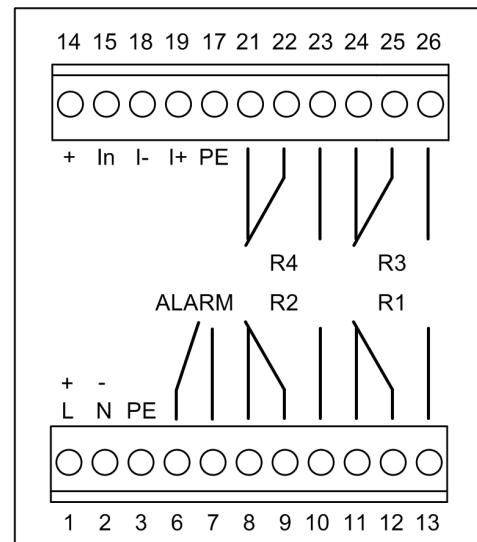 14 15 18 19 17 21 22 23 24 25 26
+ In I- I+ PE
R4 R3
ALARM R2 R1
+ -
L N PE
1 2 3 6 7 8 9 10 11 12 13